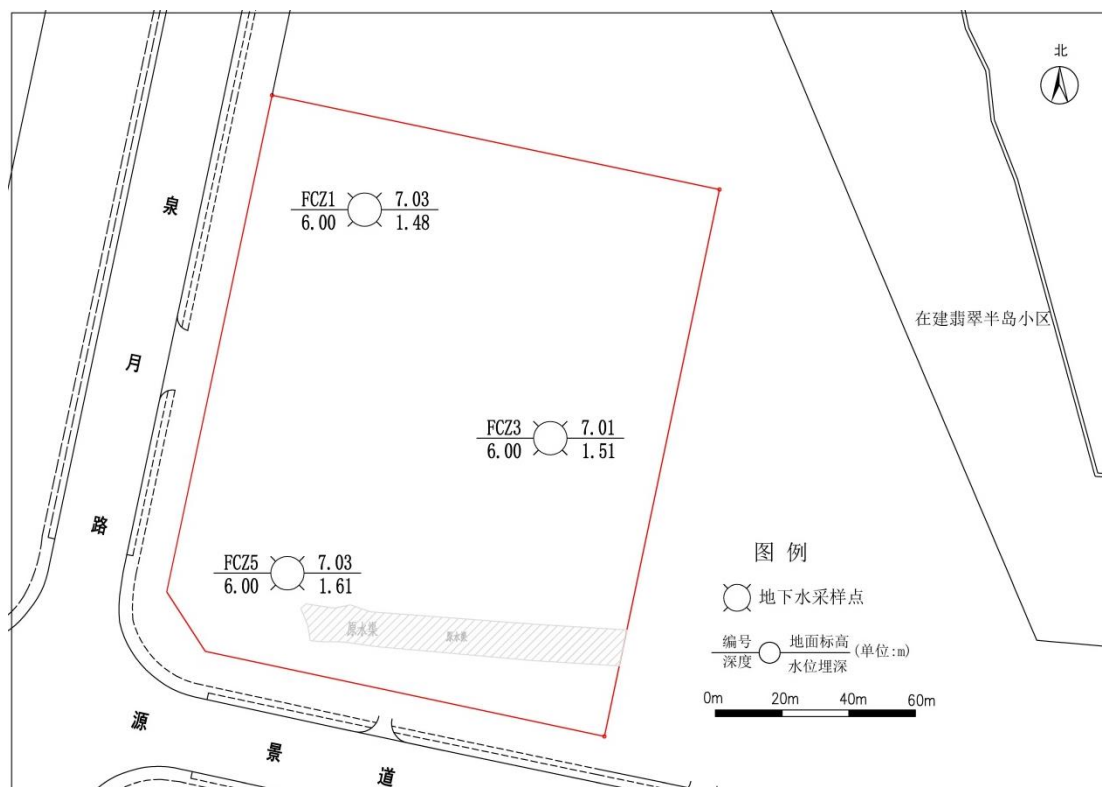 北
泉
月
路
FCZ1 7.03
6.00 1.48
在建翡翠半岛小区
FCZ3 7.01
6.00 1.51
FCZ5 7.03
6.00 1.61
原水渠 原水渠
图例
地下水采样点
编号 地面标高 (单位:m)
深度 水位埋深
0m 20m 40m 60m
源
景
道